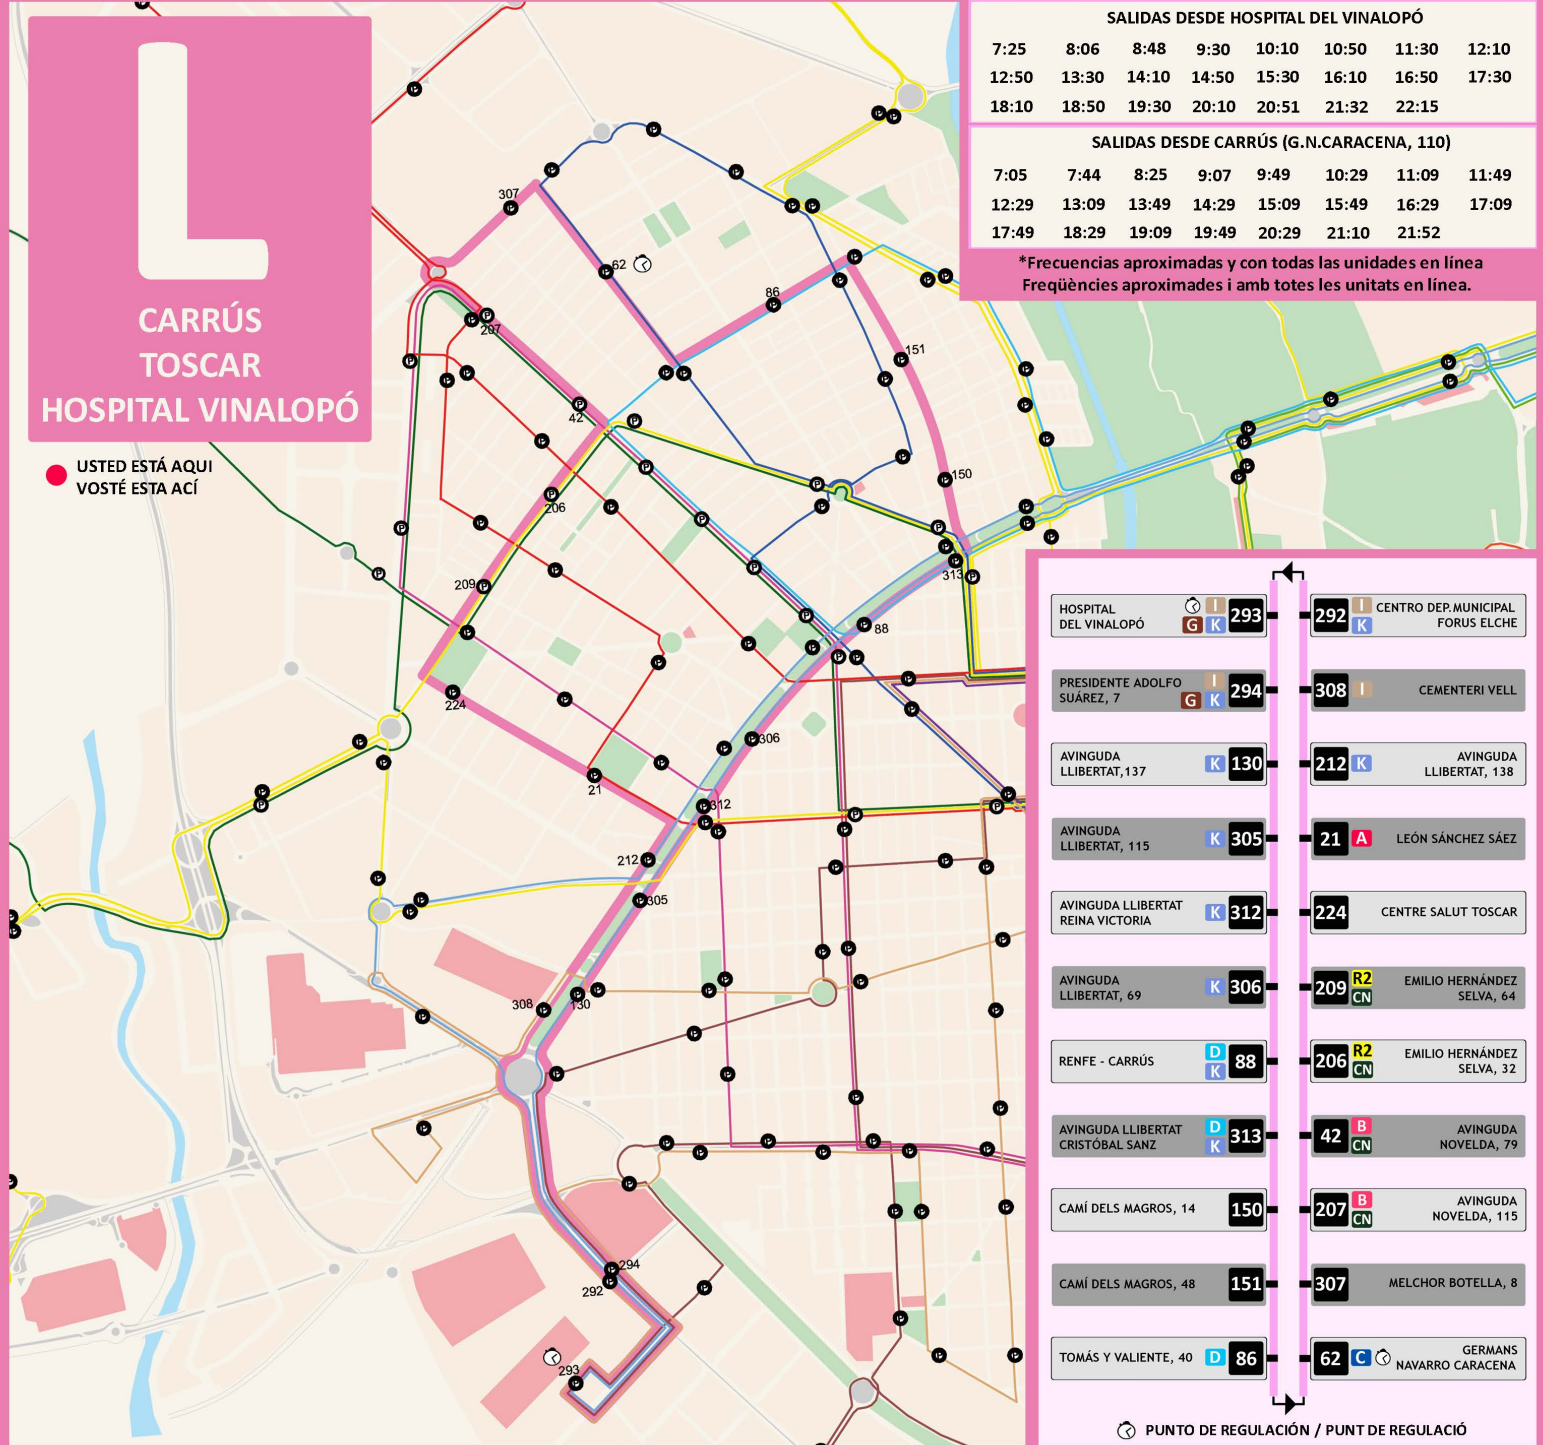 L
CARRÚS
TOSCAR
HOSPITAL VINALOPÓ
USTED ESTÁ AQUI
VOSTÉ ESTA ACÍ
SALIDAS DESDE HOSPITAL DEL VINALOPÓ
7:25 8:06 8:48 9:30 10:10 10:50 11:30 12:10
12:50 13:30 14:10 14:50 15:30 16:10 16:50 17:30
18:10 18:50 19:30 20:10 20:51 21:32 22:15
SALIDAS DESDE CARRÚS (G.N.CARACENA, 110)
7:05 7:44 8:25 9:07 9:49 10:29 11:09 11:49
12:29 13:09 13:49 14:29 15:09 15:49 16:29 17:09
17:49 18:29 19:09 19:49 20:29 21:10 21:52
*Frecuencias aproximadas y con todas las unidades en línea
Freqüències aproximades i amb totes les unitats en línea.
307
62
86
207
151
42
150
206
209
313
88
224
306
21
312
212
305
308
130
294
292
293
HOSPITAL
DEL VINALOPÓ
I
G K
293
292
I
K
CENTRO DEP.MUNICIPAL
FORUS ELCHE
PRESIDENTE ADOLFO
SUÁREZ, 7
I
G K
294
308
I
CEMENTERI VELL
AVINGUDA
LLIBERTAT,137
K
130
212
K
AVINGUDA
LLIBERTAT, 138
AVINGUDA
LLIBERTAT, 115
K
305
21
A
LEÓN SÁNCHEZ SÁEZ
AVINGUDA LLIBERTAT
REINA VICTORIA
K
312
224
CENTRE SALUT TOSCAR
AVINGUDA
LLIBERTAT, 69
K
306
209
R2
CN
EMILIO HERNÁNDEZ
SELVA, 64
RENFE - CARRÚS
D
K
88
206
R2
CN
EMILIO HERNÁNDEZ
SELVA, 32
AVINGUDA LLIBERTAT
CRISTÓBAL SANZ
D
K
313
42
B
CN
AVINGUDA
NOVELDA, 79
CAMÍ DELS MAGROS, 14
150
207
B
CN
AVINGUDA
NOVELDA, 115
CAMÍ DELS MAGROS, 48
151
307
MELCHOR BOTELLA, 8
TOMÁS Y VALIENTE, 40
D
86
62
C
GERMANS
NAVARRO CARACENA
PUNTO DE REGULACIÓN / PUNT DE REGULACIÓ